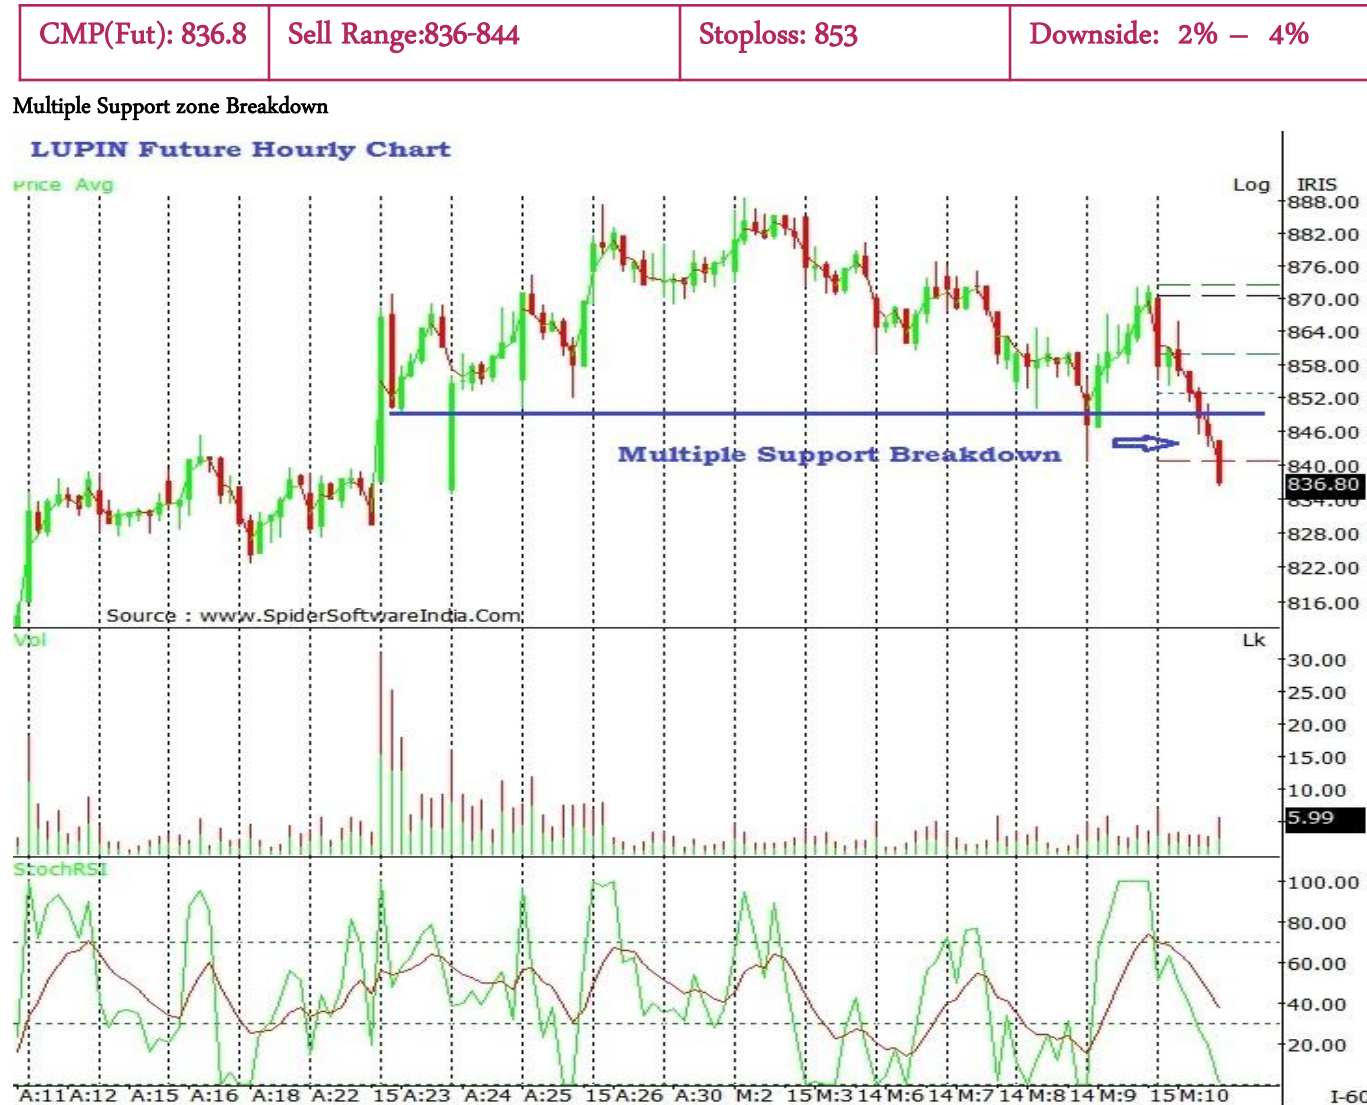 CMP(Fut): 836.8 Sell Range:836-844 Stoploss: 853 Downside: 2% – 4%
Multiple Support zone Breakdown
LUPIN Future Hourly Chart
Price Avg Log IRIS
888.00
882.00
876.00
870.00
864.00
858.00
852.00
846.00
Multiple Support Breakdown
840.00
836.80
834.00
828.00
822.00
816.00
Source : www.SpiderSoftwareIndia.Com
Vol Lk
30.00
25.00
20.00
15.00
10.00
5.99
StochRSI
100.00
80.00
60.00
40.00
20.00
A:11 A:12 A:15 A:16 A:18 A:22 15 A:23 A:24 A:25 15 A:26 A:30 M:2 15 M:3 14 M:6 14 M:7 14 M:8 14 M:9 15 M:10 I-60